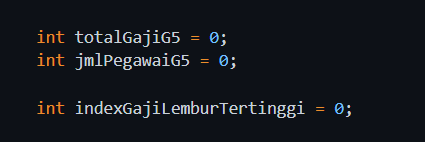 int totalGajiG5 = 0;
int jmlPegawaiG5 = 0;
int indexGajiLemburTertinggi = 0;